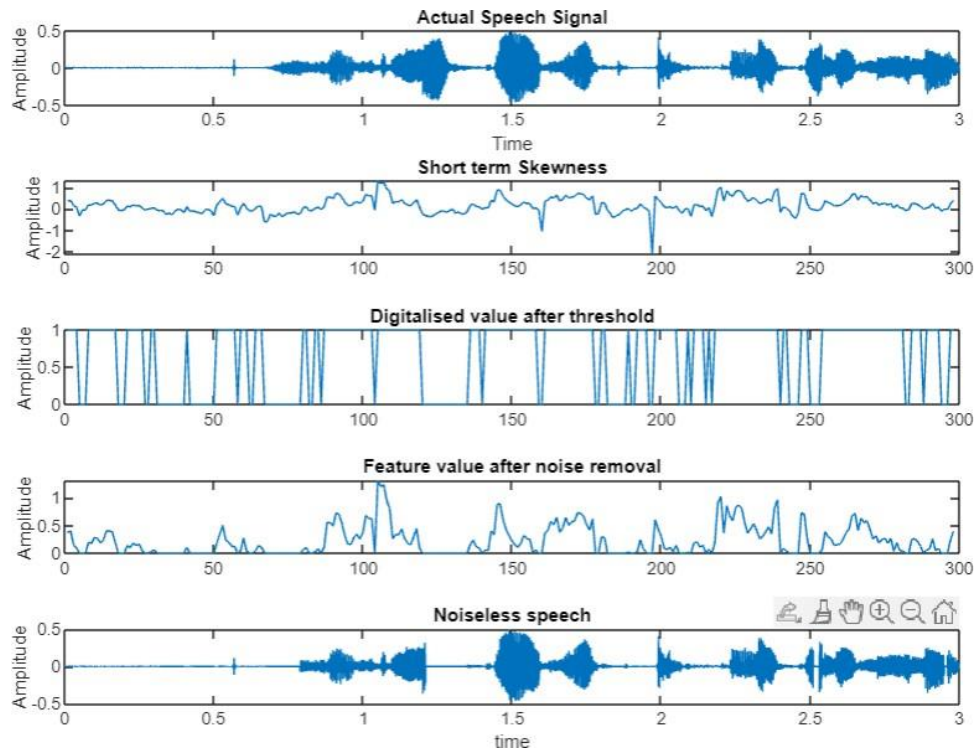 Actual Speech Signal
Amplitude
0.5
0
-0.5
0 0.5 1 1.5 2 2.5 3
Time
Short term Skewness
Amplitude
1
0
-1
-2
0 50 100 150 200 250 300
Digitalised value after threshold
Amplitude
1
0.5
0
0 50 100 150 200 250 300
Feature value after noise removal
Amplitude
1
0.5
0
0 50 100 150 200 250 300
Noiseless speech
Amplitude
0.5
0
-0.5
0 0.5 1 1.5 2 2.5 3
time